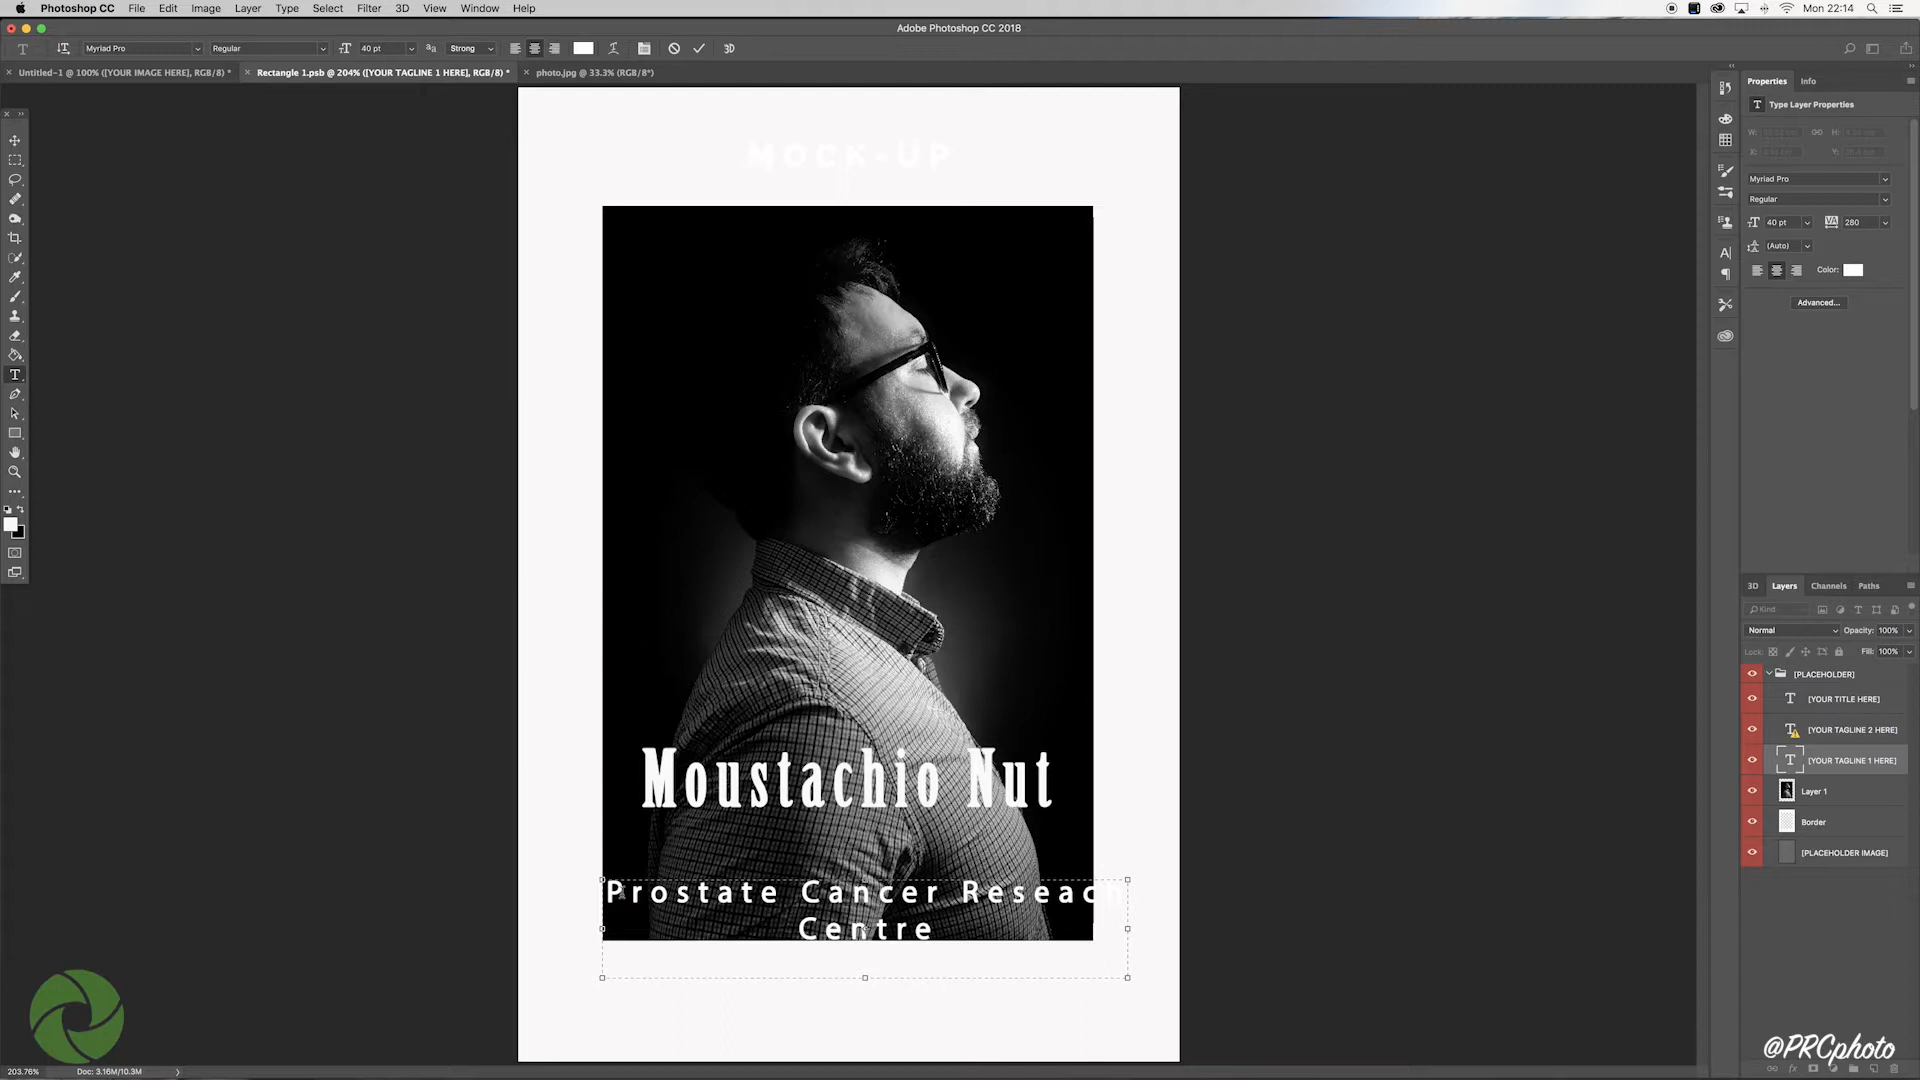 Photoshop CC File Edit Image Layer Type Select Filter 3D View Window Help Mon 22:14
Adobe Photoshop CC 2018
Myriad Pro Regular 40 pt Strong 3D
Untitled-1 @ 100% ([YOUR IMAGE HERE], RGB/8) * Rectangle 1.psb @ 204% ([YOUR TAGLINE 1 HERE], RGB/8) * photo.jpg @ 33.3% (RGB/8*)
Properties Info
Type Layer Properties
W: H:
X: Y:
Myriad Pro
Regular
40 pt 280
(Auto)
Color:
Advanced...
MOCK-UP
Moustachio Nut
Prostate Cancer Reseach
Centre
3D Layers Channels Paths
Kind
Normal Opacity: 100%
Lock: Fill: 100%
[PLACEHOLDER]
[YOUR TITLE HERE]
[YOUR TAGLINE 2 HERE]
[YOUR TAGLINE 1 HERE]
Layer 1
Border
[PLACEHOLDER IMAGE]
@PRCphoto
203.76% Doc: 3.16M/10.3M